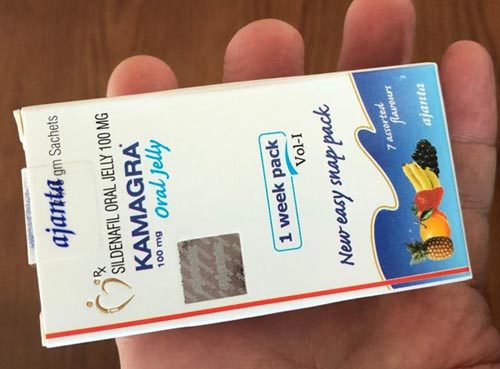 ajanta
gm Sachets
Rx
SILDENAFIL ORAL JELLY 100 MG
KAMAGRA®
100 mg Oral Jelly
1 week pack
Vol-I
New easy snap pack
7 assorted
flavours
ajanta